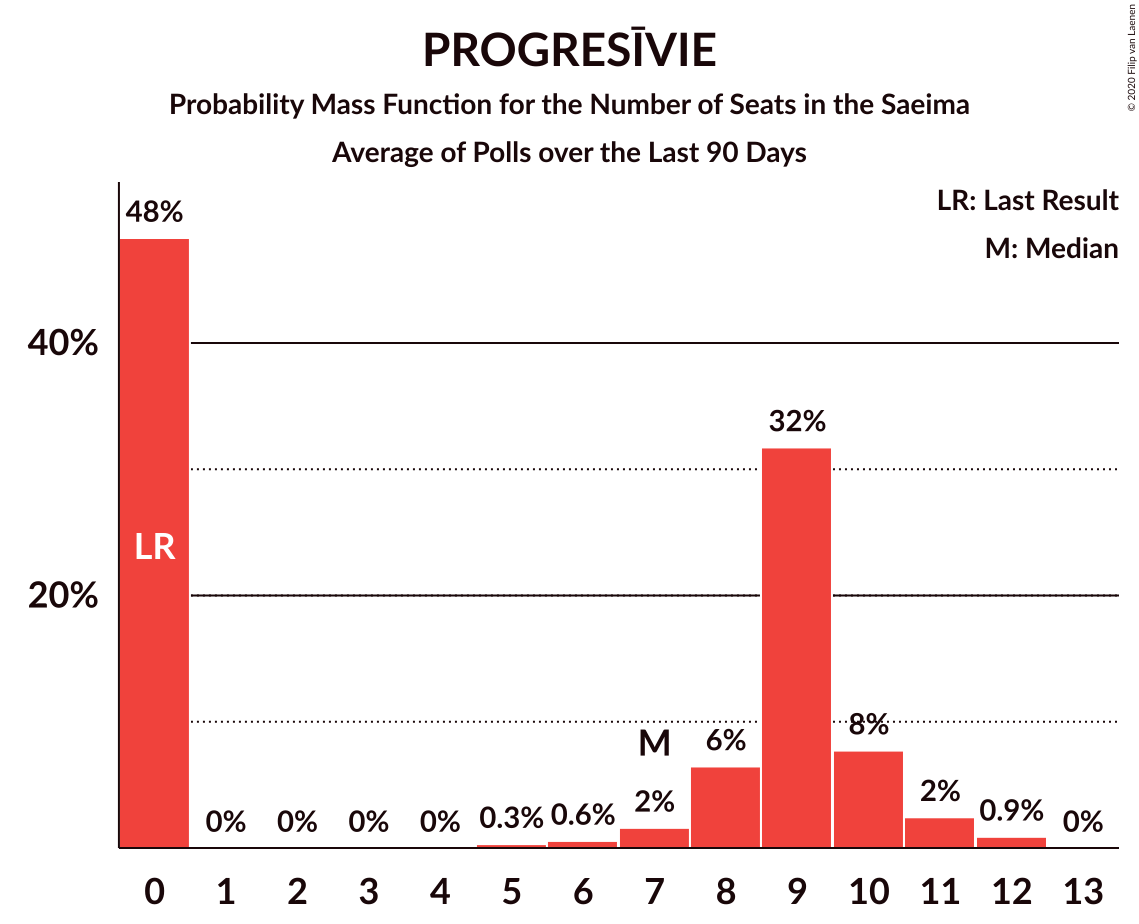 PROGRESĪVIE
Probability Mass Function for the Number of Seats in the Saeima
Average of Polls over the Last 90 Days
© 2020 Filip van Laenen
LR: Last Result
M: Median
48%
40%
32%
LR
20%
M
6%
8%
0%
0%
0%
0%
0.3%
0.6%
2%
2%
0.9%
0%
0 1 2 3 4 5 6 7 8 9 10 11 12 13